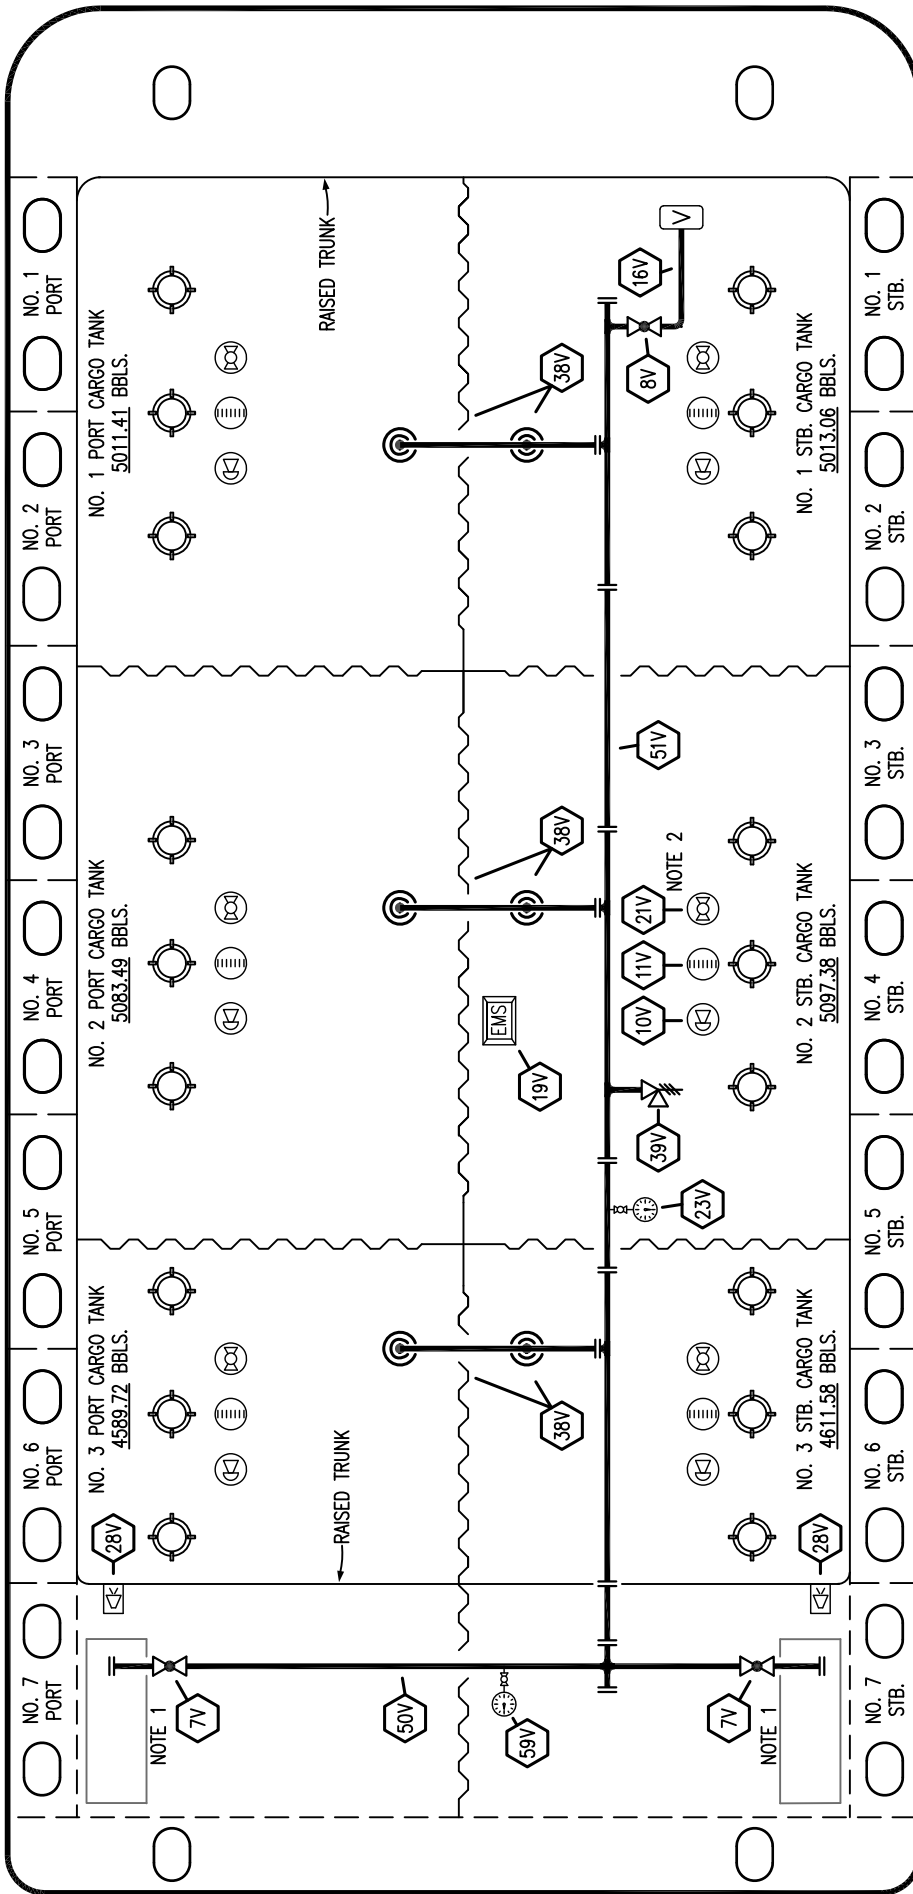 NO. 1
PORT
NO. 2
PORT
NO. 3
PORT
NO. 4
PORT
NO. 5
PORT
NO. 6
PORT
NO. 7
PORT
NO. 1 PORT CARGO TANK
5011.41 BBLS.
NO. 2 PORT CARGO TANK
5083.49 BBLS.
NO. 3 PORT CARGO TANK
4589.72 BBLS.
RAISED TRUNK
RAISED TRUNK
28V
NOTE 1
7V
50V
59V
38V
38V
38V
EMS
19V
V
16V
8V
51V
NOTE 2
21V
11V
10V
39V
23V
7V
NOTE 1
28V
NO. 1 STB. CARGO TANK
5013.06 BBLS.
NO. 2 STB. CARGO TANK
5097.38 BBLS.
NO. 3 STB. CARGO TANK
4611.58 BBLS.
NO. 1
STB.
NO. 2
STB.
NO. 3
STB.
NO. 4
STB.
NO. 5
STB.
NO. 6
STB.
NO. 7
STB.